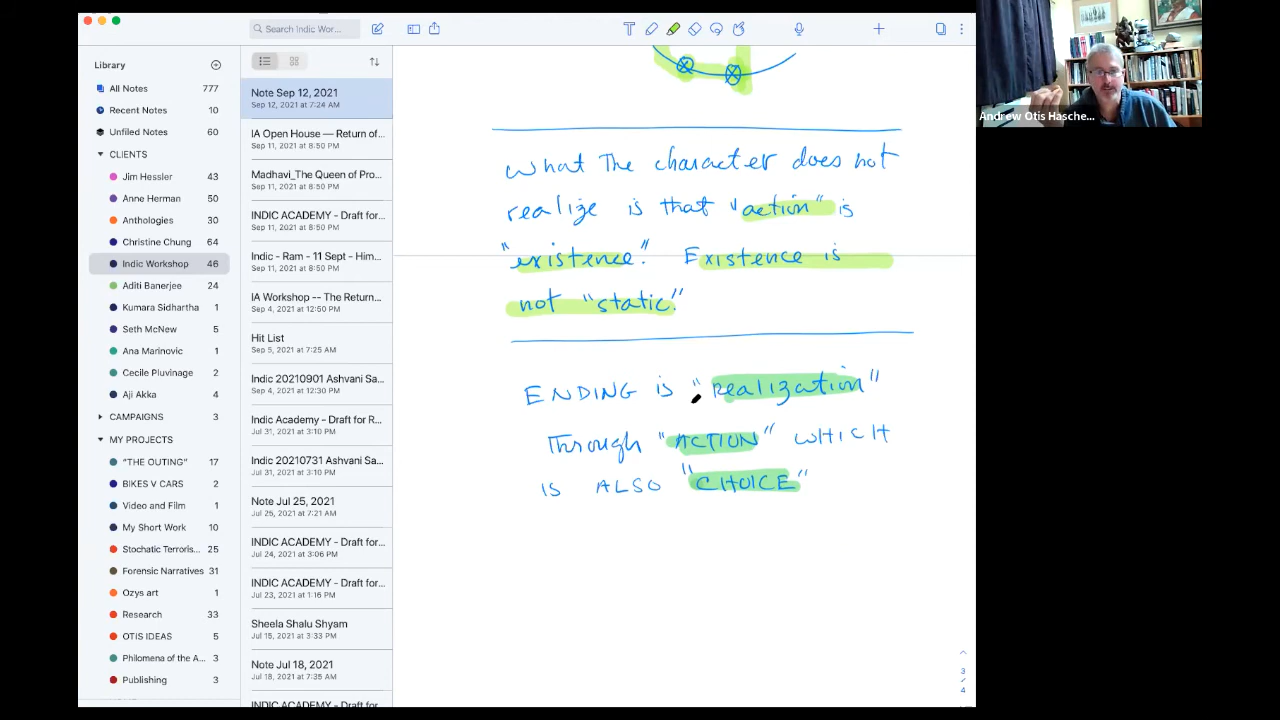 Search Indic Wor...
Library
All Notes 777
Recent Notes 10
Unfiled Notes 60
CLIENTS
Jim Hessler 43
Anne Herman 50
Anthologies 30
Christine Chung 64
Indic Workshop 46
Aditi Banerjee 24
Kumara Sidhartha 1
Seth McNew 5
Ana Marinovic 1
Cecile Pluvinage 2
Aji Akka 4
CAMPAIGNS 3
MY PROJECTS
"THE OUTING" 17
BIKES V CARS 2
Video and Film 1
My Short Work 10
Stochatic Terroris... 25
Forensic Narratives 31
Ozys art 1
Research 33
OTIS IDEAS 5
Philomena of the A... 3
Publishing 3
Note Sep 12, 2021
Sep 12, 2021 at 7:24 AM
IA Open House — Return of...
Sep 11, 2021 at 8:50 PM
Madhavi_The Queen of Pro...
Sep 11, 2021 at 8:50 PM
INDIC ACADEMY - Draft for...
Sep 11, 2021 at 8:50 PM
Indic - Ram - 11 Sept - Him...
Sep 11, 2021 at 8:50 PM
IA Workshop -- The Return...
Sep 4, 2021 at 12:50 PM
Hit List
Sep 5, 2021 at 7:25 AM
Indic 20210901 Ashvani Sa...
Sep 4, 2021 at 12:30 PM
Indic Academy - Draft for R...
Jul 31, 2021 at 3:10 PM
Indic 20210731 Ashvani Sa...
Jul 31, 2021 at 3:10 PM
Note Jul 25, 2021
Jul 25, 2021 at 7:21 AM
INDIC ACADEMY - Draft for...
Jul 24, 2021 at 3:06 PM
INDIC ACADEMY - Draft for...
Jul 23, 2021 at 1:16 PM
Sheela Shalu Shyam
Jul 15, 2021 at 3:33 PM
Note Jul 18, 2021
Jul 18, 2021 at 7:35 AM
INDIC ACADEMY - Draft for...
What The character does not
realize is that "action" is
"existence." Existence is
not "static."
ENDING is "Realization"
Through "ACTION" WHICH
IS ALSO "CHOICE"
3
/
4
Andrew Otis Hasche...